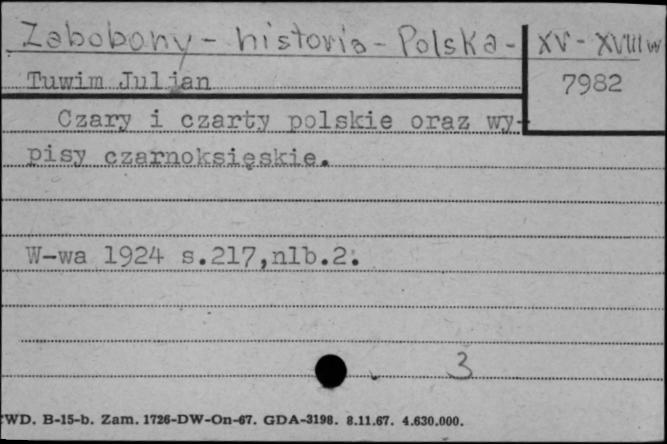 Zabobony - historia - Polska - XV - XVIII w
Tuwim Julian 7982
Czary i czarty polskie oraz wy-
pisy czarnoksięskie.
W-wa 1924 s.217,nlb.2.
3
WD. B-15-b. Zam. 1726-DW-On-67. GDA-3198. 8.11.67. 4.630.000.